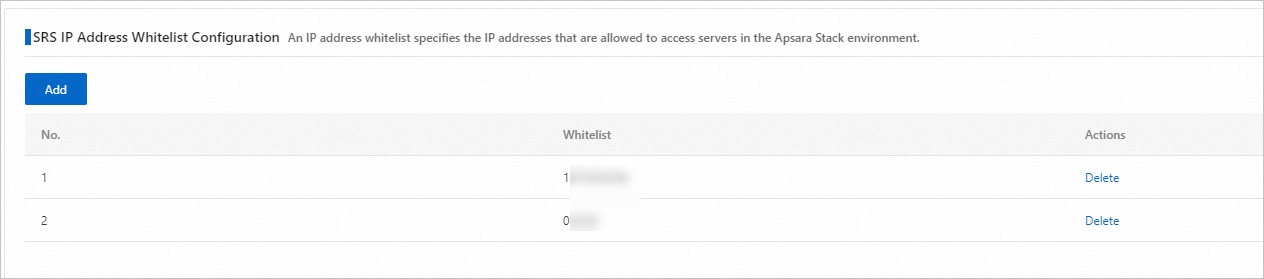 SRS IP Address Whitelist Configuration An IP address whitelist specifies the IP addresses that are allowed to access servers in the Apsara Stack environment.
Add
No. Whitelist Actions
1 1 Delete
2 0 Delete